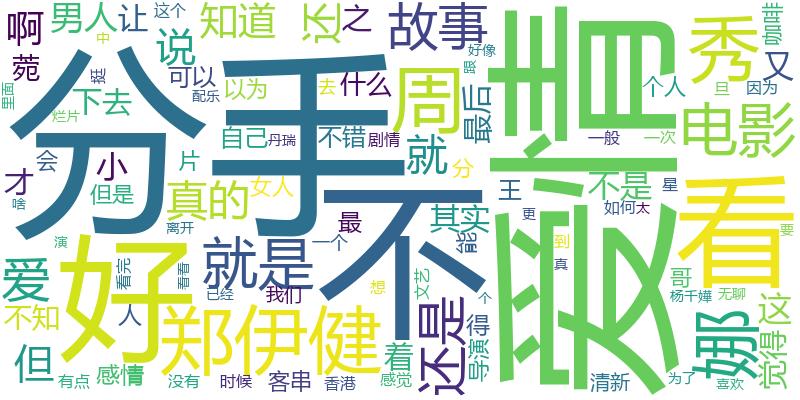 分手
爱情
不
好
看
郑伊健
周
秀
娜
故事
电影
就是
还是
真的
爱
但
说
知道
啊
男人
让
这个
中
苑
长
之
咖啡
又
里面
下去
挺
可以
配乐
以为
去
什么
跟
好像
最后
个人
旦
因为
烂片
自己
丹瑞
不错
剧情
就
一般
一次
会
小
片
分
才
但是
女人
王
不是
星
啥
离开
最
其实
能
更
如何
太
演
看完
看看
一个
到
要
真
哥
不知
人
已经
我们
想
文艺
个
杨千嬅
无聊
这
觉得
导演
得
着
有点
感情
没有
时候
客串
香港
感觉
清新
为了
喜欢